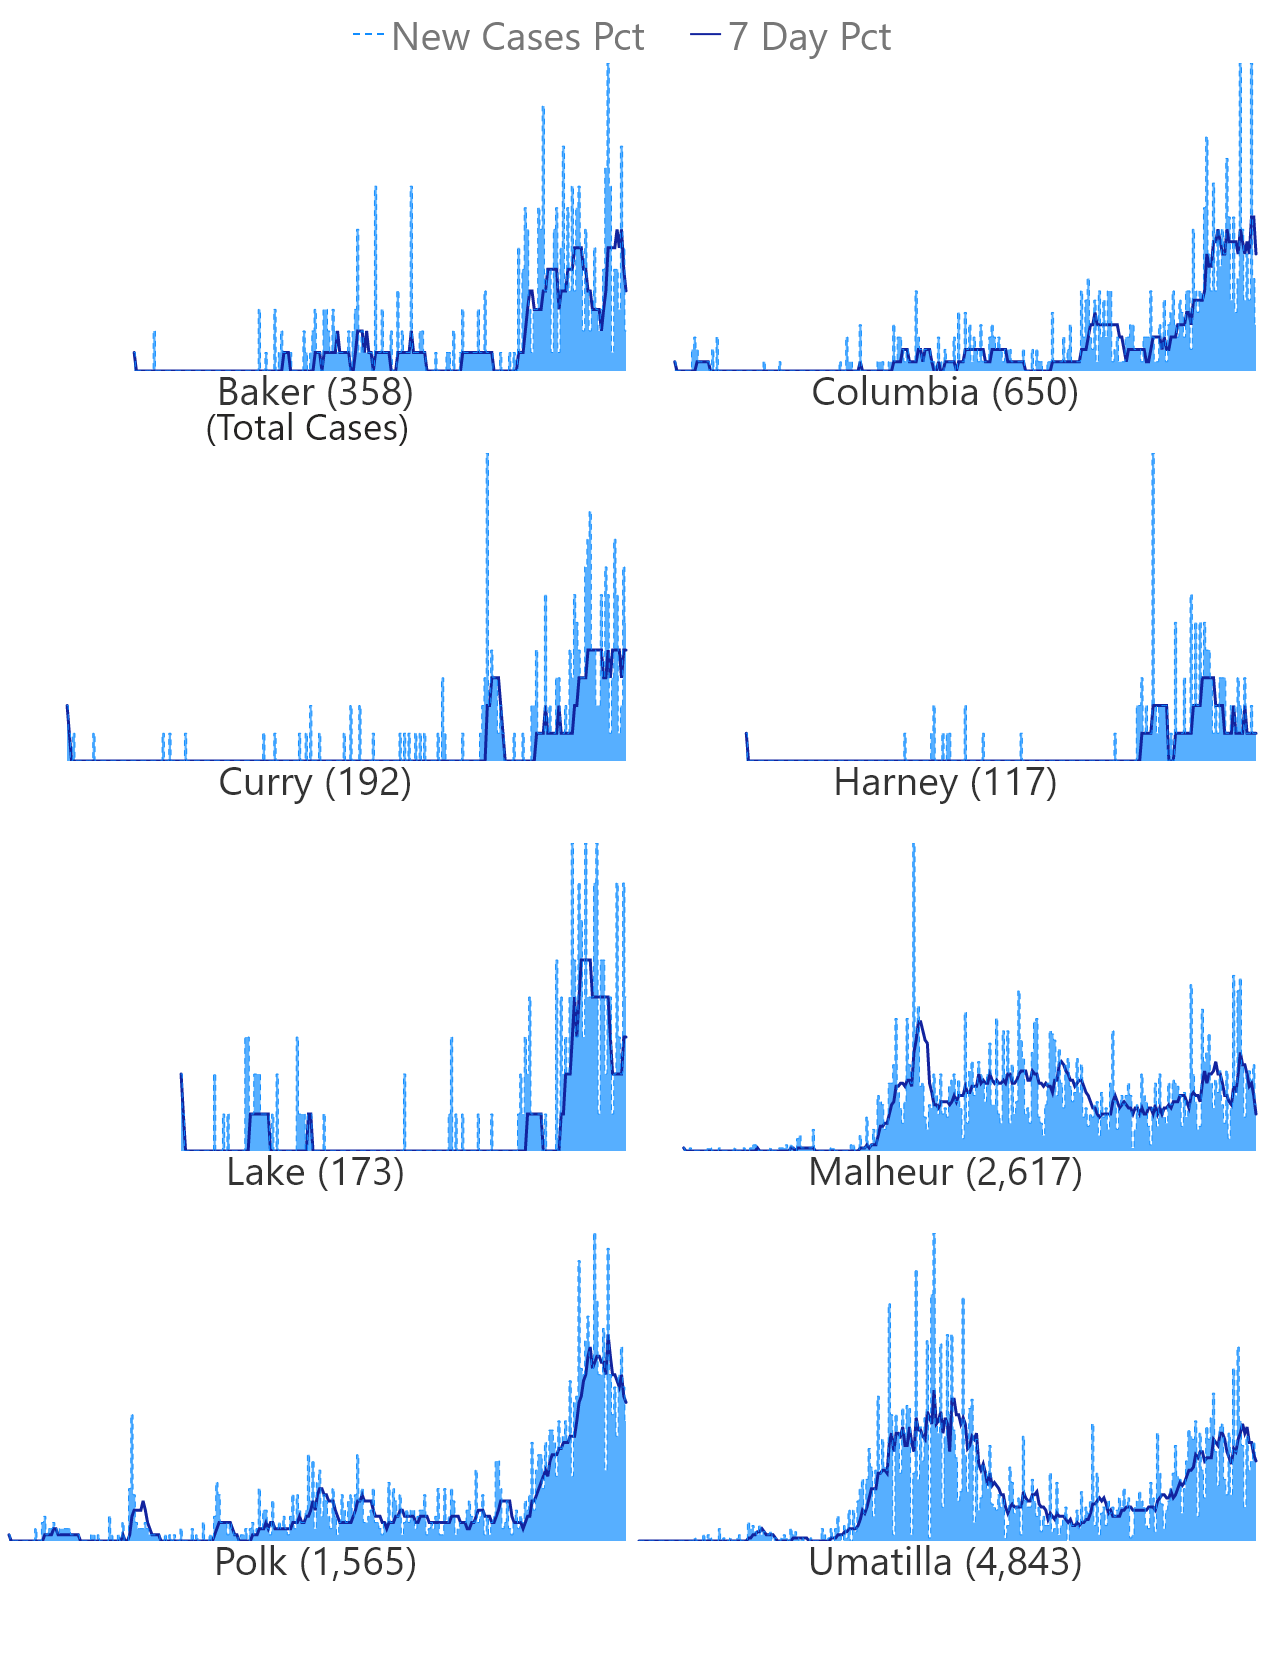 New Cases Pct 7 Day Pct
Baker (358)
(Total Cases)
Columbia (650)
Curry (192)
Harney (117)
Lake (173)
Malheur (2,617)
Polk (1,565)
Umatilla (4,843)